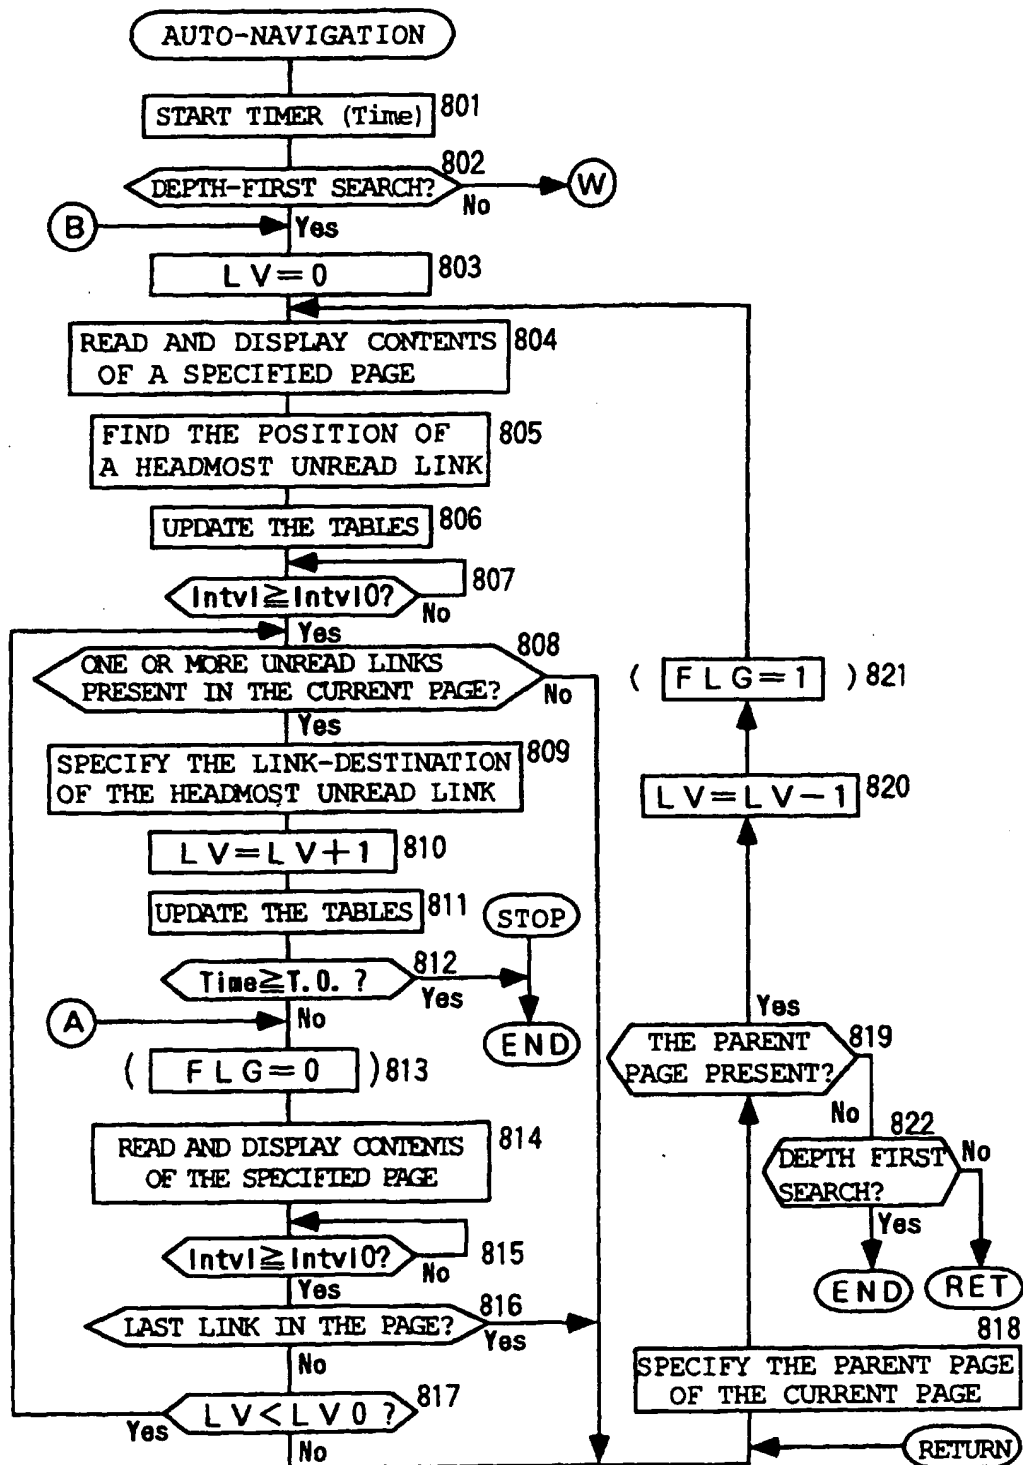 AUTO-NAVIGATION
START TIMER (Time) 801
802
DEPTH-FIRST SEARCH?
No
W
B
Yes
LV=0 803
READ AND DISPLAY CONTENTS 804
OF A SPECIFIED PAGE
FIND THE POSITION OF 805
A HEADMOST UNREAD LINK
UPDATE THE TABLES 806
807
Intvl≧Intvl0?
No
Yes
808
ONE OR MORE UNREAD LINKS
PRESENT IN THE CURRENT PAGE?
No
Yes
SPECIFY THE LINK-DESTINATION 809
OF THE HEADMOST UNREAD LINK
LV=LV+1 810
UPDATE THE TABLES 811
STOP
812
Time≧T.O.?
Yes
END
A
No
(FLG=0) 813
READ AND DISPLAY CONTENTS 814
OF THE SPECIFIED PAGE
Intvl≧Intvl0? 815
No
Yes
816
LAST LINK IN THE PAGE?
Yes
No
817
LV<LV0?
Yes
No
(FLG=1) 821
LV=LV-1 820
Yes
819
THE PARENT
PAGE PRESENT?
No
822
DEPTH FIRST
SEARCH?
No
Yes
END
RET
818
SPECIFY THE PARENT PAGE
OF THE CURRENT PAGE
RETURN